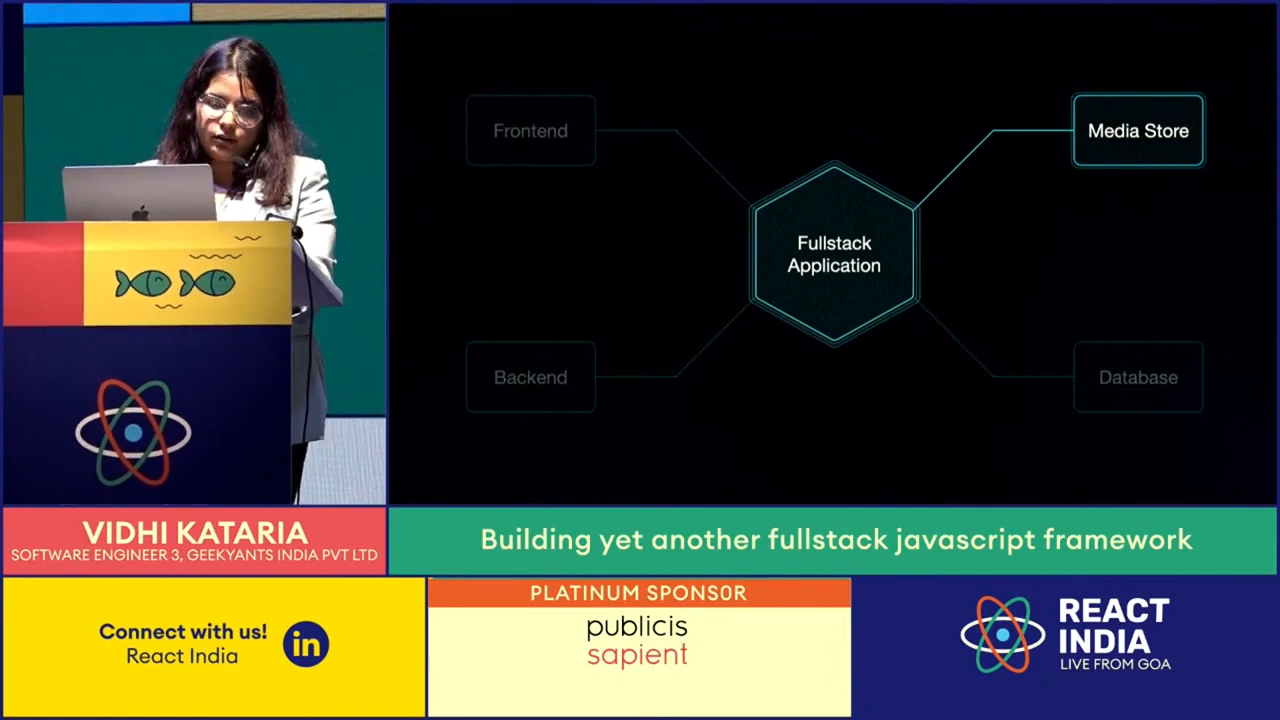 Frontend
Media Store
Fullstack
Application
Backend
Database
VIDHI KATARIA
SOFTWARE ENGINEER 3, GEEKYANTS INDIA PVT LTD
Building yet another fullstack javascript framework
Connect with us!
React India
in
PLATINUM SPONSOR
publicis
sapient
REACT
INDIA
LIVE FROM GOA